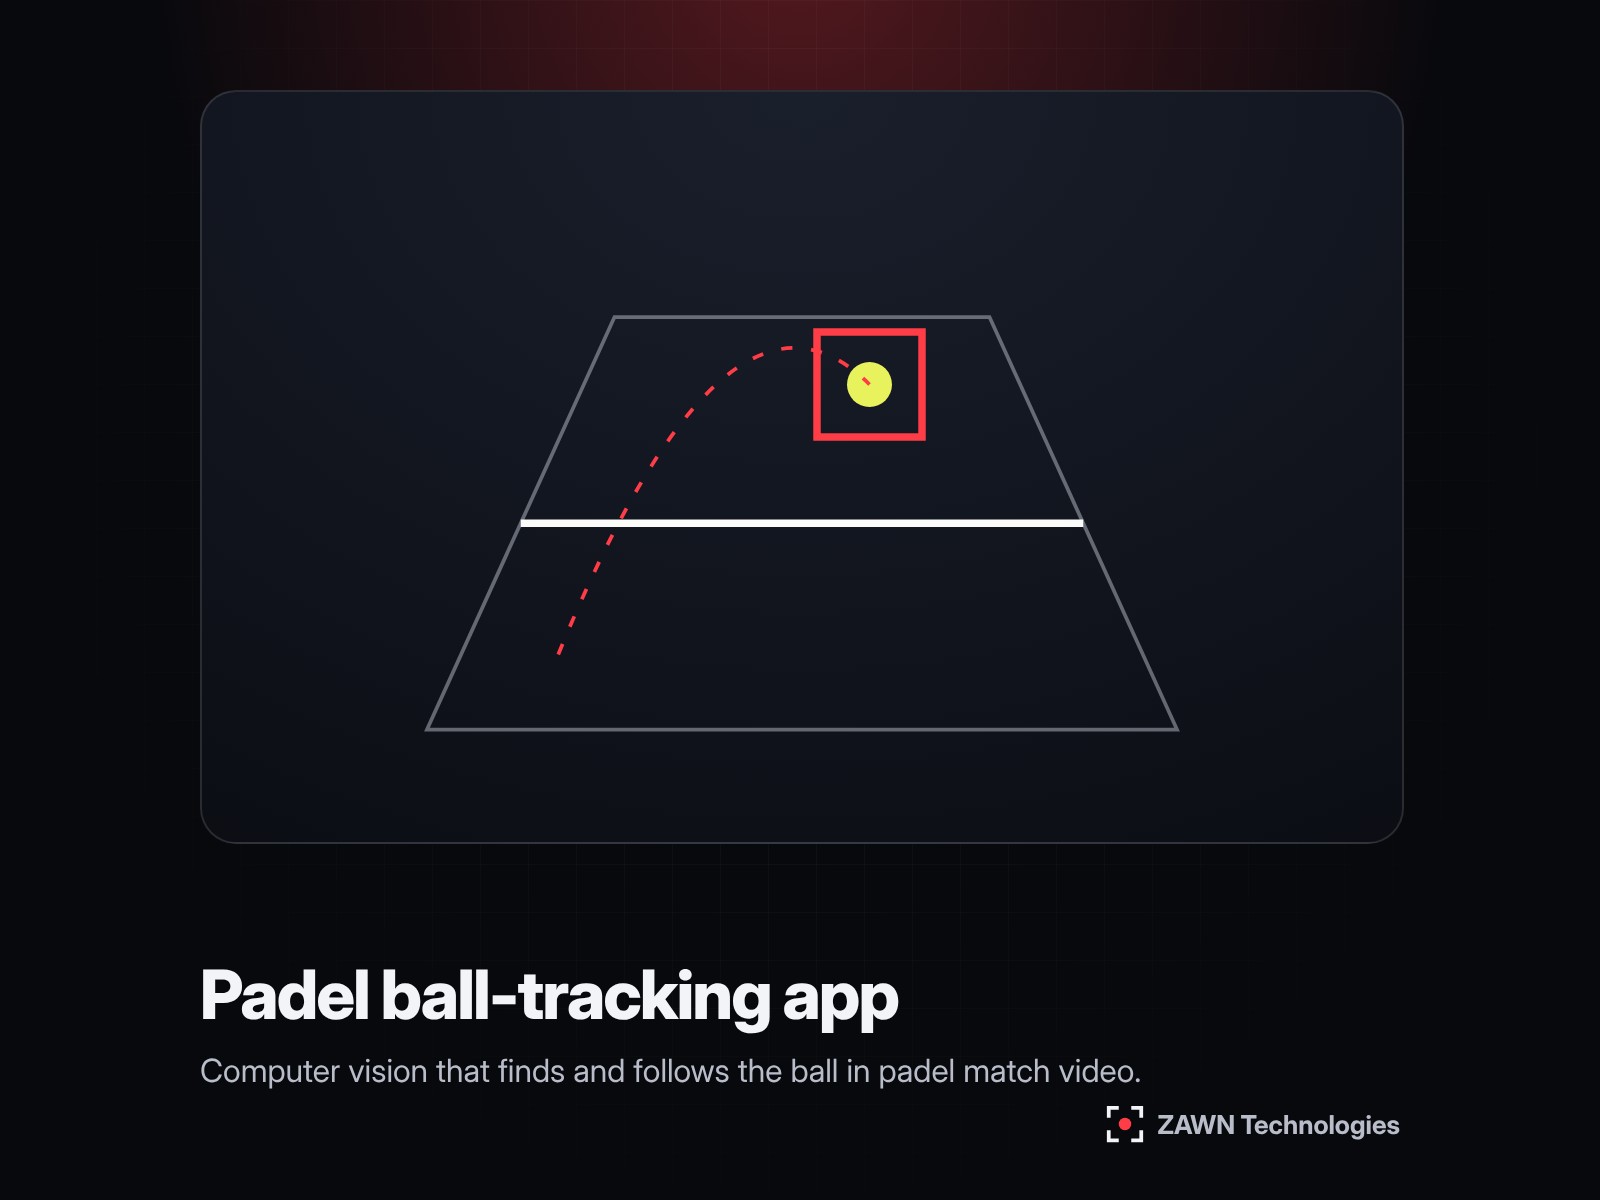 Padel ball-tracking app
Computer vision that finds and follows the ball in padel match video.
ZAWN Technologies